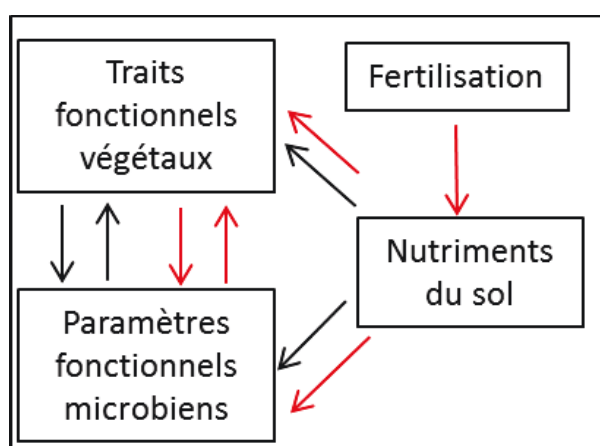 Traits
fonctionnels
végétaux
Fertilisation
Nutriments
du sol
Paramètres
fonctionnels
microbiens